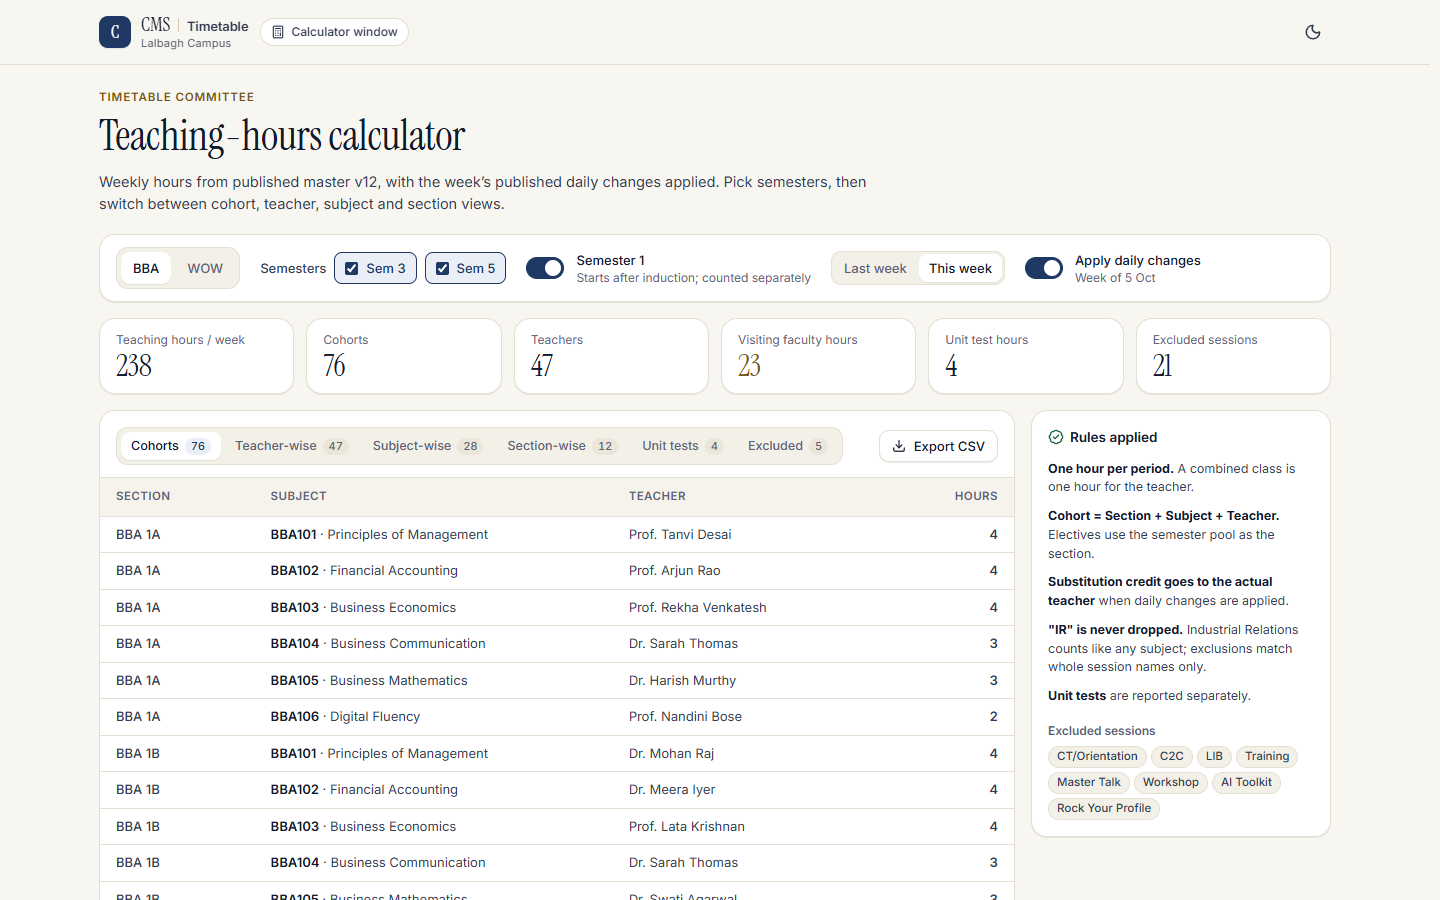 C
CMS | Timetable
Lalbagh Campus
Calculator window
TIMETABLE COMMITTEE
Teaching-hours calculator
Weekly hours from published master v12, with the week’s published daily changes applied. Pick semesters, then
switch between cohort, teacher, subject and section views.
BBA WOW
Semesters Sem 3 Sem 5
Semester 1
Starts after induction; counted separately
Last week This week
Apply daily changes
Week of 5 Oct
Teaching hours / week
238
Cohorts
76
Teachers
47
Visiting faculty hours
23
Unit test hours
4
Excluded sessions
21
Cohorts 76 Teacher-wise 47 Subject-wise 28 Section-wise 12 Unit tests 4 Excluded 5
Export CSV
SECTION SUBJECT TEACHER HOURS
BBA 1A BBA101 · Principles of Management Prof. Tanvi Desai 4
BBA 1A BBA102 · Financial Accounting Prof. Arjun Rao 4
BBA 1A BBA103 · Business Economics Prof. Rekha Venkatesh 4
BBA 1A BBA104 · Business Communication Dr. Sarah Thomas 3
BBA 1A BBA105 · Business Mathematics Dr. Harish Murthy 3
BBA 1A BBA106 · Digital Fluency Prof. Nandini Bose 2
BBA 1B BBA101 · Principles of Management Dr. Mohan Raj 4
BBA 1B BBA102 · Financial Accounting Dr. Meera Iyer 4
BBA 1B BBA103 · Business Economics Prof. Lata Krishnan 4
BBA 1B BBA104 · Business Communication Dr. Sarah Thomas 3
BBA 1B BBA105 · Business Mathematics Dr. Swati Agarwal 3
Rules applied
One hour per period. A combined class is
one hour for the teacher.
Cohort = Section + Subject + Teacher.
Electives use the semester pool as the
section.
Substitution credit goes to the actual
teacher when daily changes are applied.
"IR" is never dropped. Industrial Relations
counts like any subject; exclusions match
whole session names only.
Unit tests are reported separately.
Excluded sessions
CT/Orientation C2C LIB Training
Master Talk Workshop AI Toolkit
Rock Your Profile